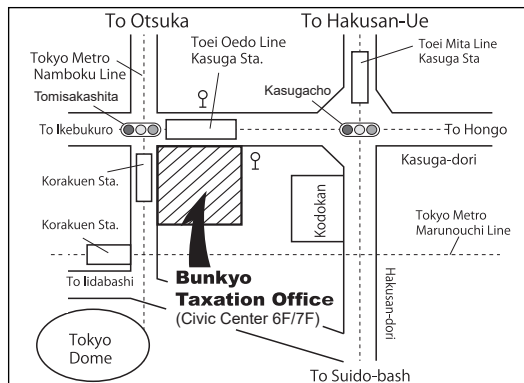 To Otsuka
To Hakusan-Ue
Tokyo Metro
Namboku Line
Toei Oedo Line
Kasuga Sta.
Toei Mita Line
Kasuga Sta
Tomisakashita
Kasugacho
To Ikebukuro
To Hongo
Kasuga-dori
Korakuen Sta.
Kodokan
Korakuen Sta.
Tokyo Metro
Marunouchi Line
To Iidabashi
Bunkyo
Taxation Office
(Civic Center 6F/7F)
Hakusan-dori
Tokyo
Dome
To Suido-bash